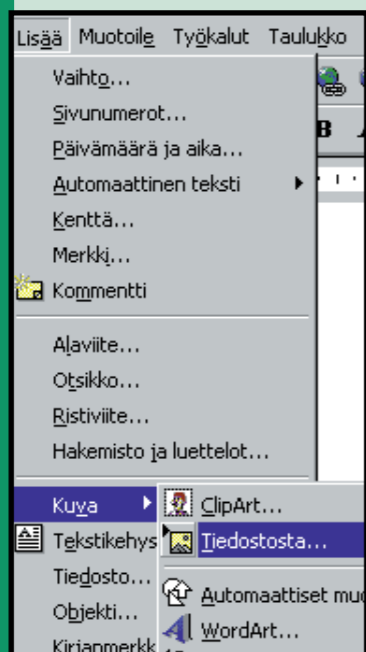 Lisää Muotoile Työkalut Taulukko
Vaihto...
Sivunumerot...
B
Päivämäärä ja aika...
Automaattinen teksti
Kenttä...
Merkki...
Kommentti
Alaviite...
Otsikko...
Ristiviite...
Hakemisto ja luettelot...
Kuva
ClipArt...
Tekstikehys
Tiedostosta...
Tiedosto...
Automaattiset
Objekti...
WordArt...